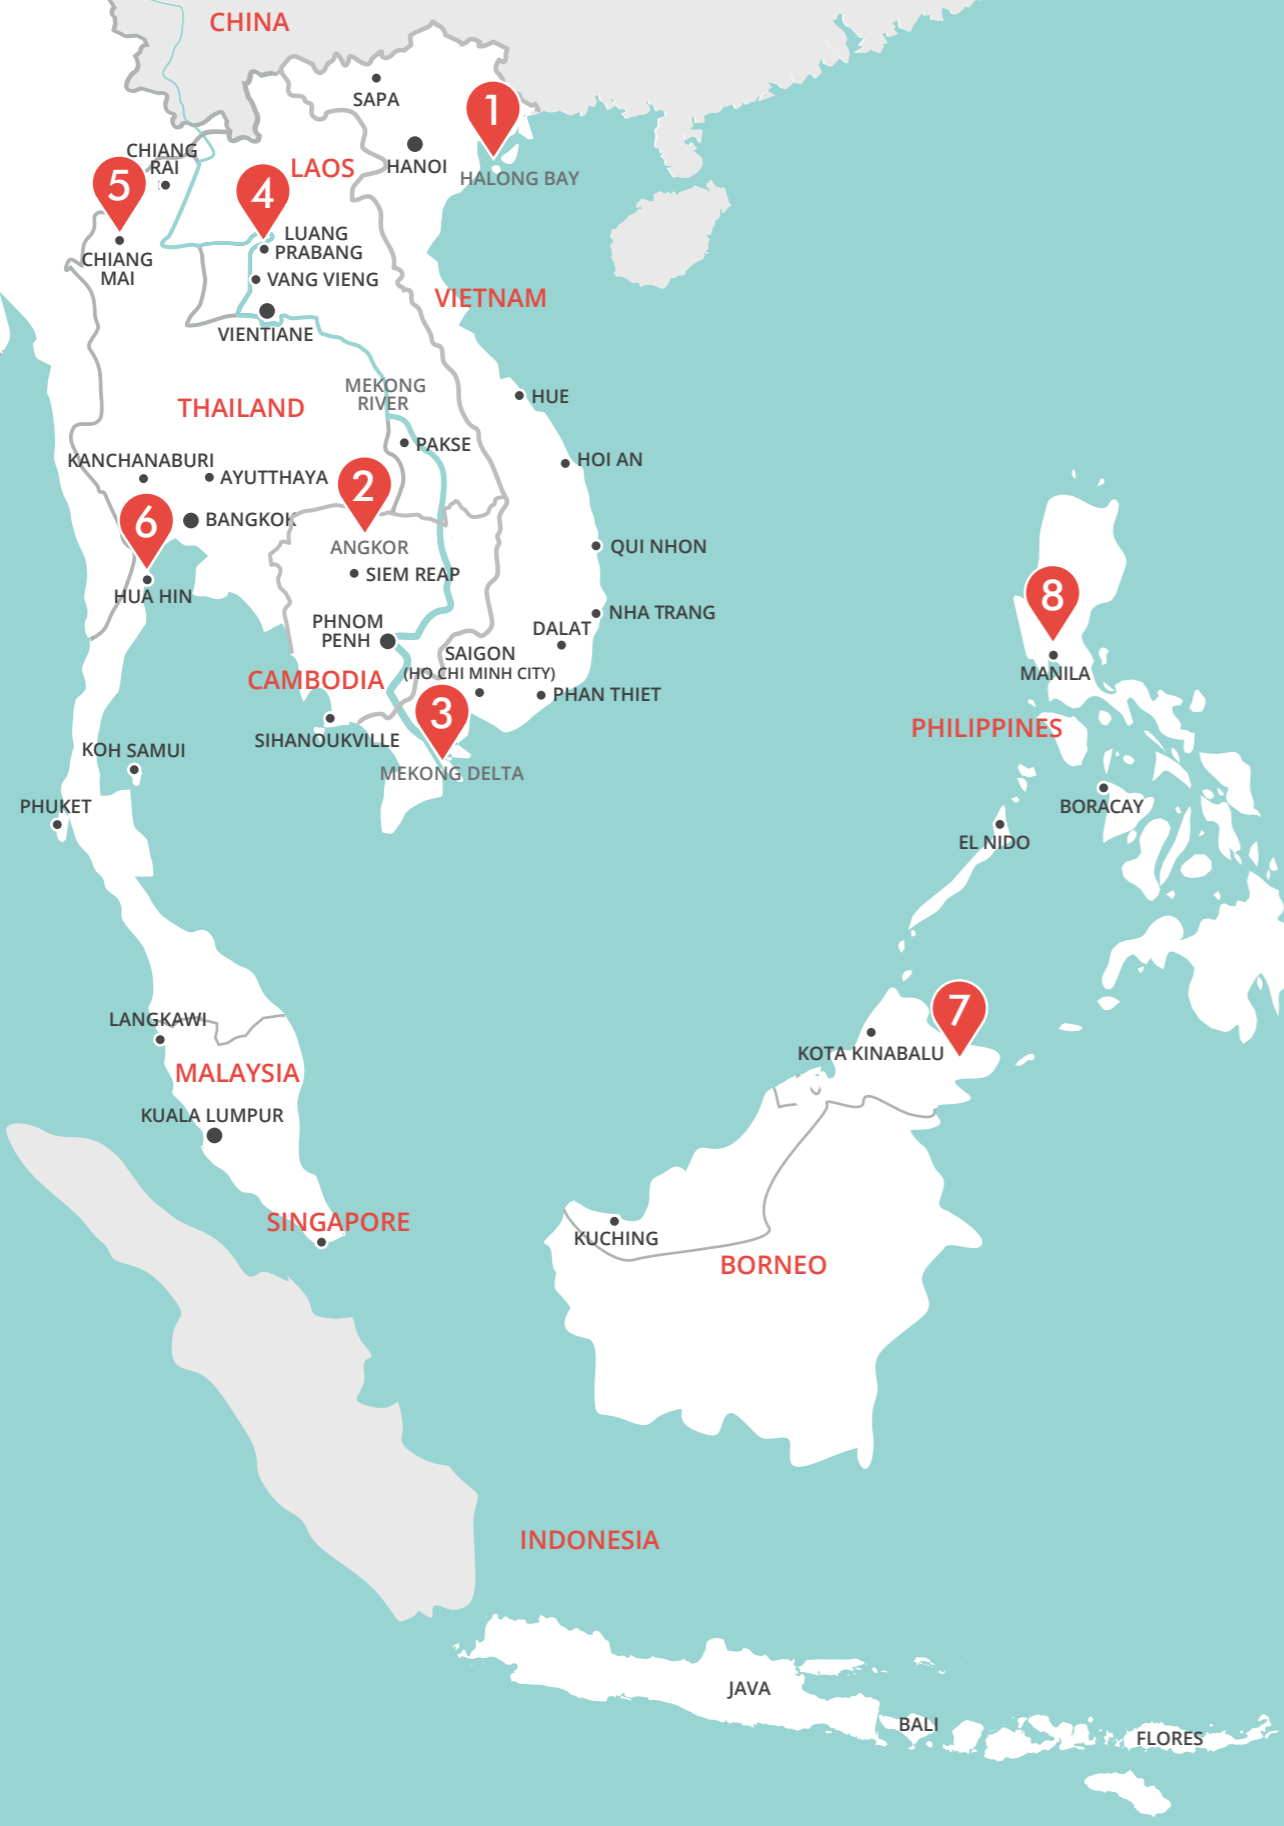 CHINA
SAPA
1
HANOI
HALONG BAY
CHIANG
RAI
LAOS
5
4
CHIANG
MAI
LUANG
PRABANG
VANG VIENG
VIENTIANE
VIETNAM
MEKONG
RIVER
THAILAND
HUE
PAKSE
HOI AN
KANCHANABURI
AYUTTHAYA
2
6
BANGKOK
ANGKOR
QUI NHON
SIEM REAP
HUA HIN
8
PHNOM
PENH
NHA TRANG
DALAT
SAIGON
(HO CHI MINH CITY)
MANILA
CAMBODIA
PHAN THIET
3
PHILIPPINES
SIHANOUKVILLE
KOH SAMUI
MEKONG DELTA
PHUKET
BORACAY
EL NIDO
LANGKAWI
7
KOTA KINABALU
MALAYSIA
KUALA LUMPUR
SINGAPORE
KUCHING
BORNEO
INDONESIA
JAVA
BALI
FLORES